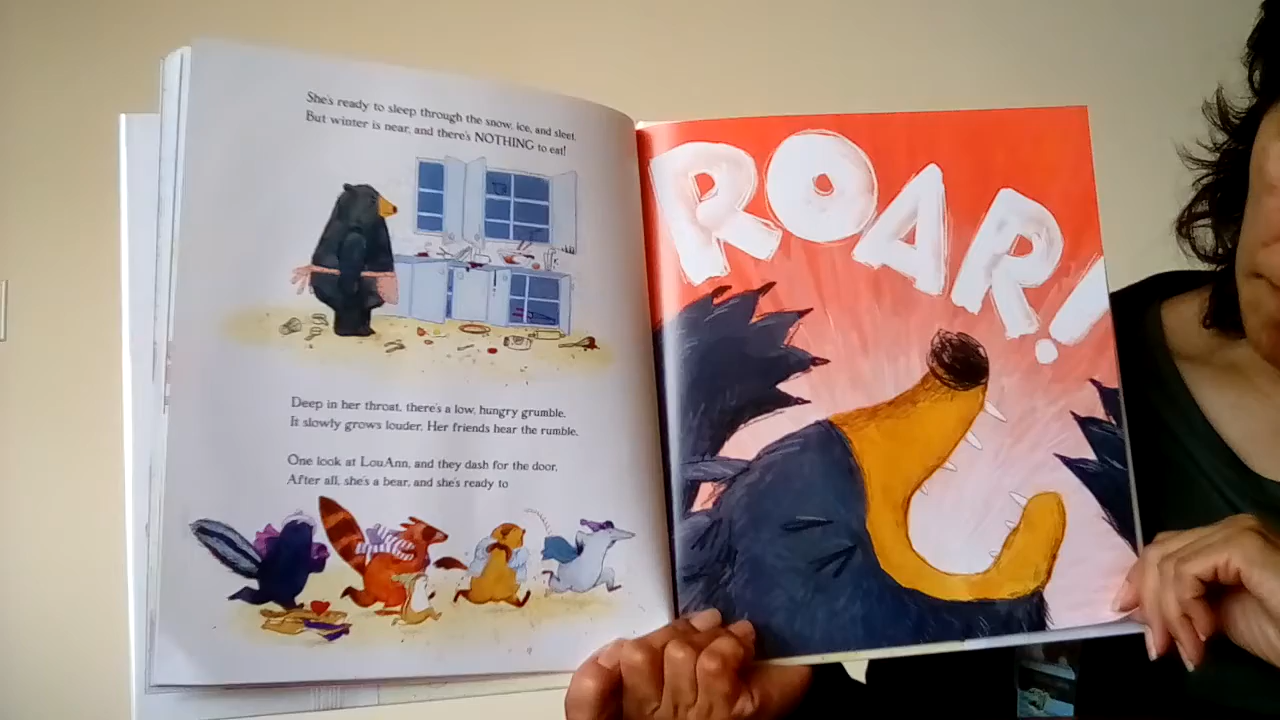 She's ready to sleep through the snow, ice, and sleet.
But winter is near, and there's NOTHING to eat!
Deep in her throat, there's a low, hungry grumble.
It slowly grows louder. Her friends hear the rumble.
One look at LouAnn, and they dash for the door,
After all, she's a bear, and she's ready to
ROAR!